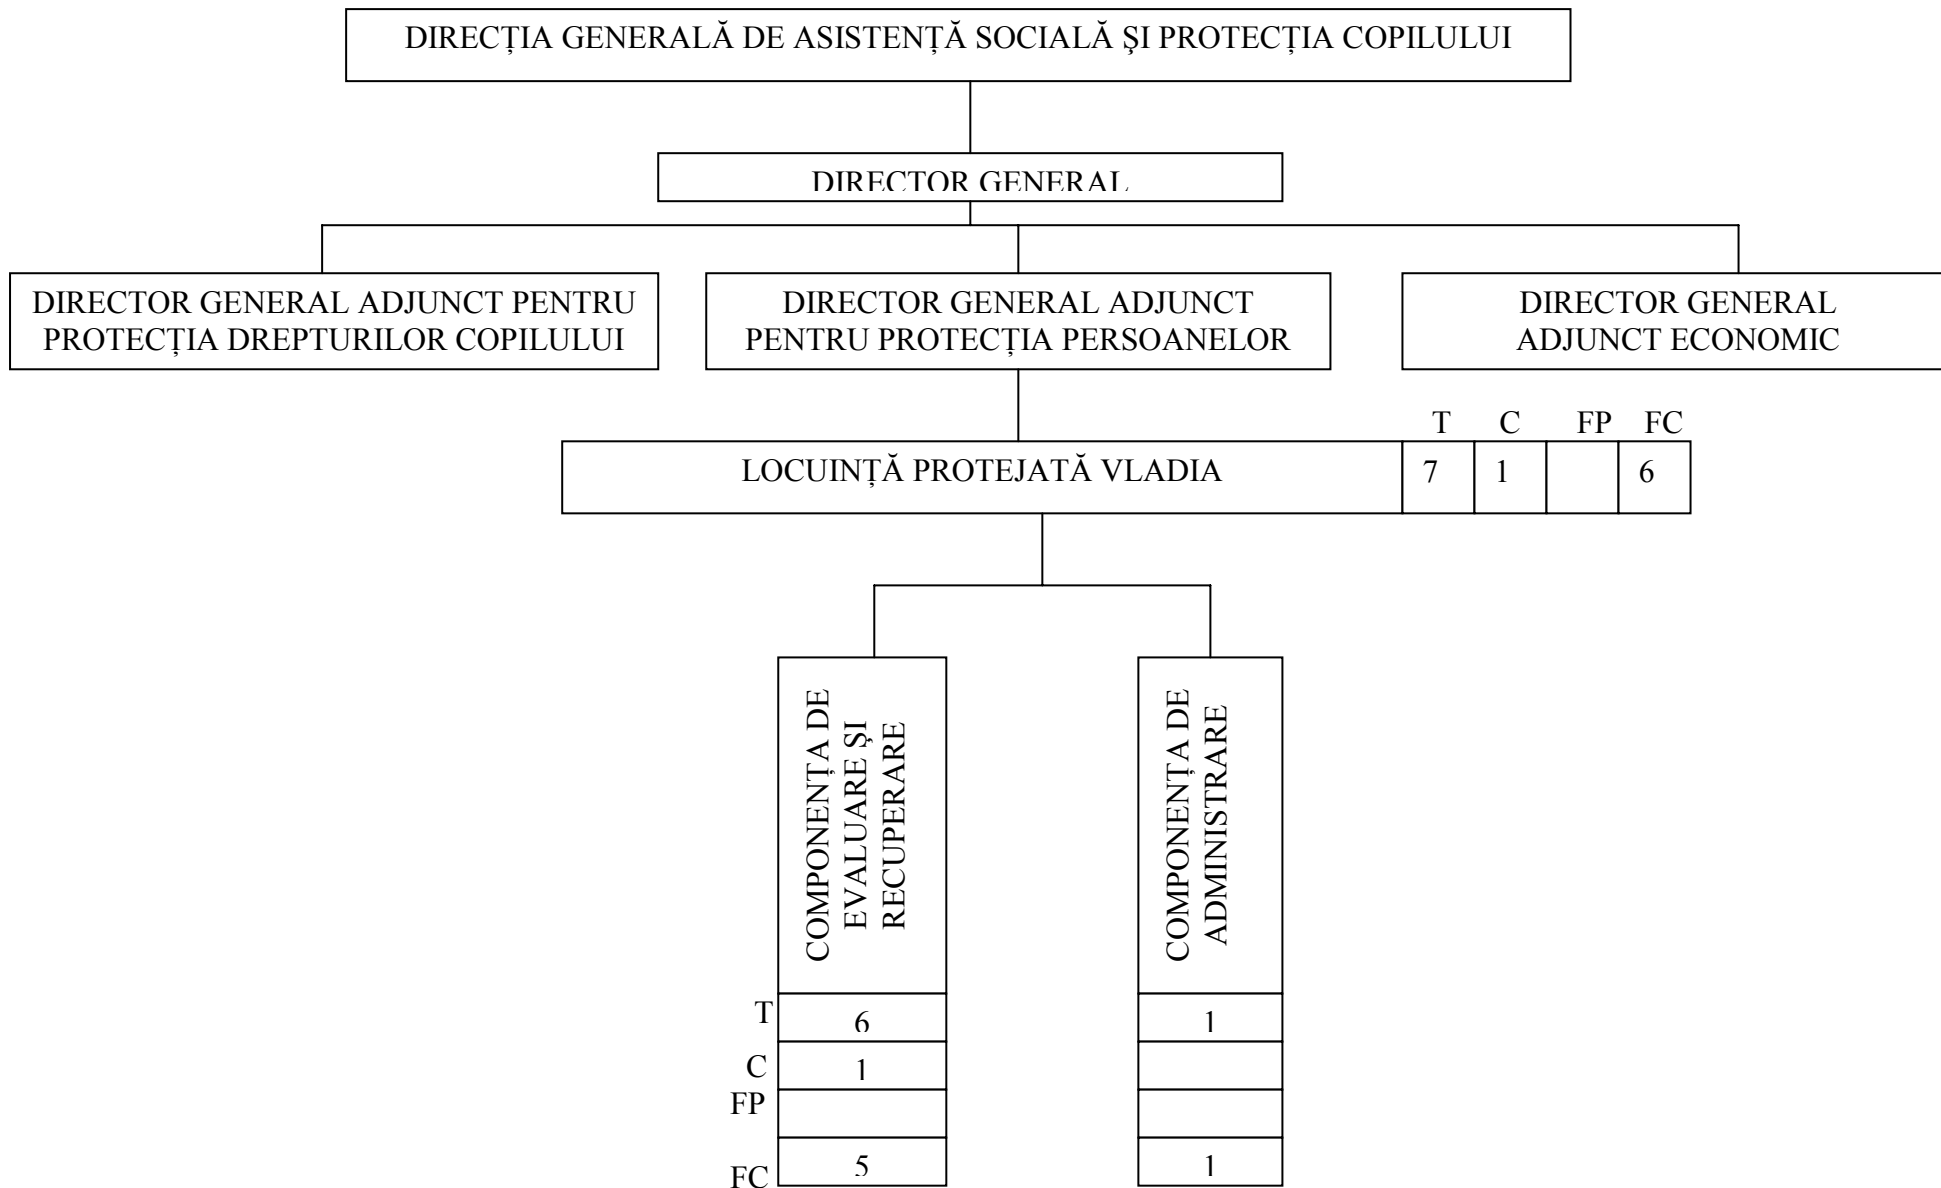 DIRECȚIA GENERALĂ DE ASISTENȚĂ SOCIALĂ ŞI PROTECȚIA COPILULUI
DIRECTOR GENERAL
DIRECTOR GENERAL ADJUNCT PENTRU
PROTECȚIA DREPTURILOR COPILULUI
DIRECTOR GENERAL ADJUNCT
PENTRU PROTECȚIA PERSOANELOR
DIRECTOR GENERAL
ADJUNCT ECONOMIC
T C FP FC
LOCUINȚĂ PROTEJATĂ VLADIA 7 1 6
COMPONENȚA DE
EVALUARE ŞI
RECUPERARE
COMPONENȚA DE
ADMINISTRARE
T 6 1
C 1
FP
FC 5 1